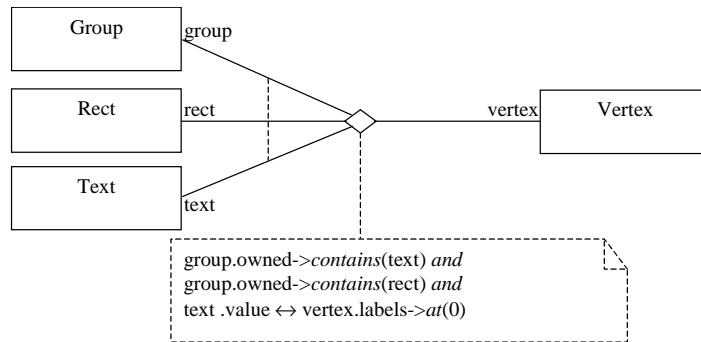 Group
group
Rect
rect
vertex
Vertex
Text
text
group.owned->contains(text) and
group.owned->contains(rect) and
text .value ↔ vertex.labels->at(0)